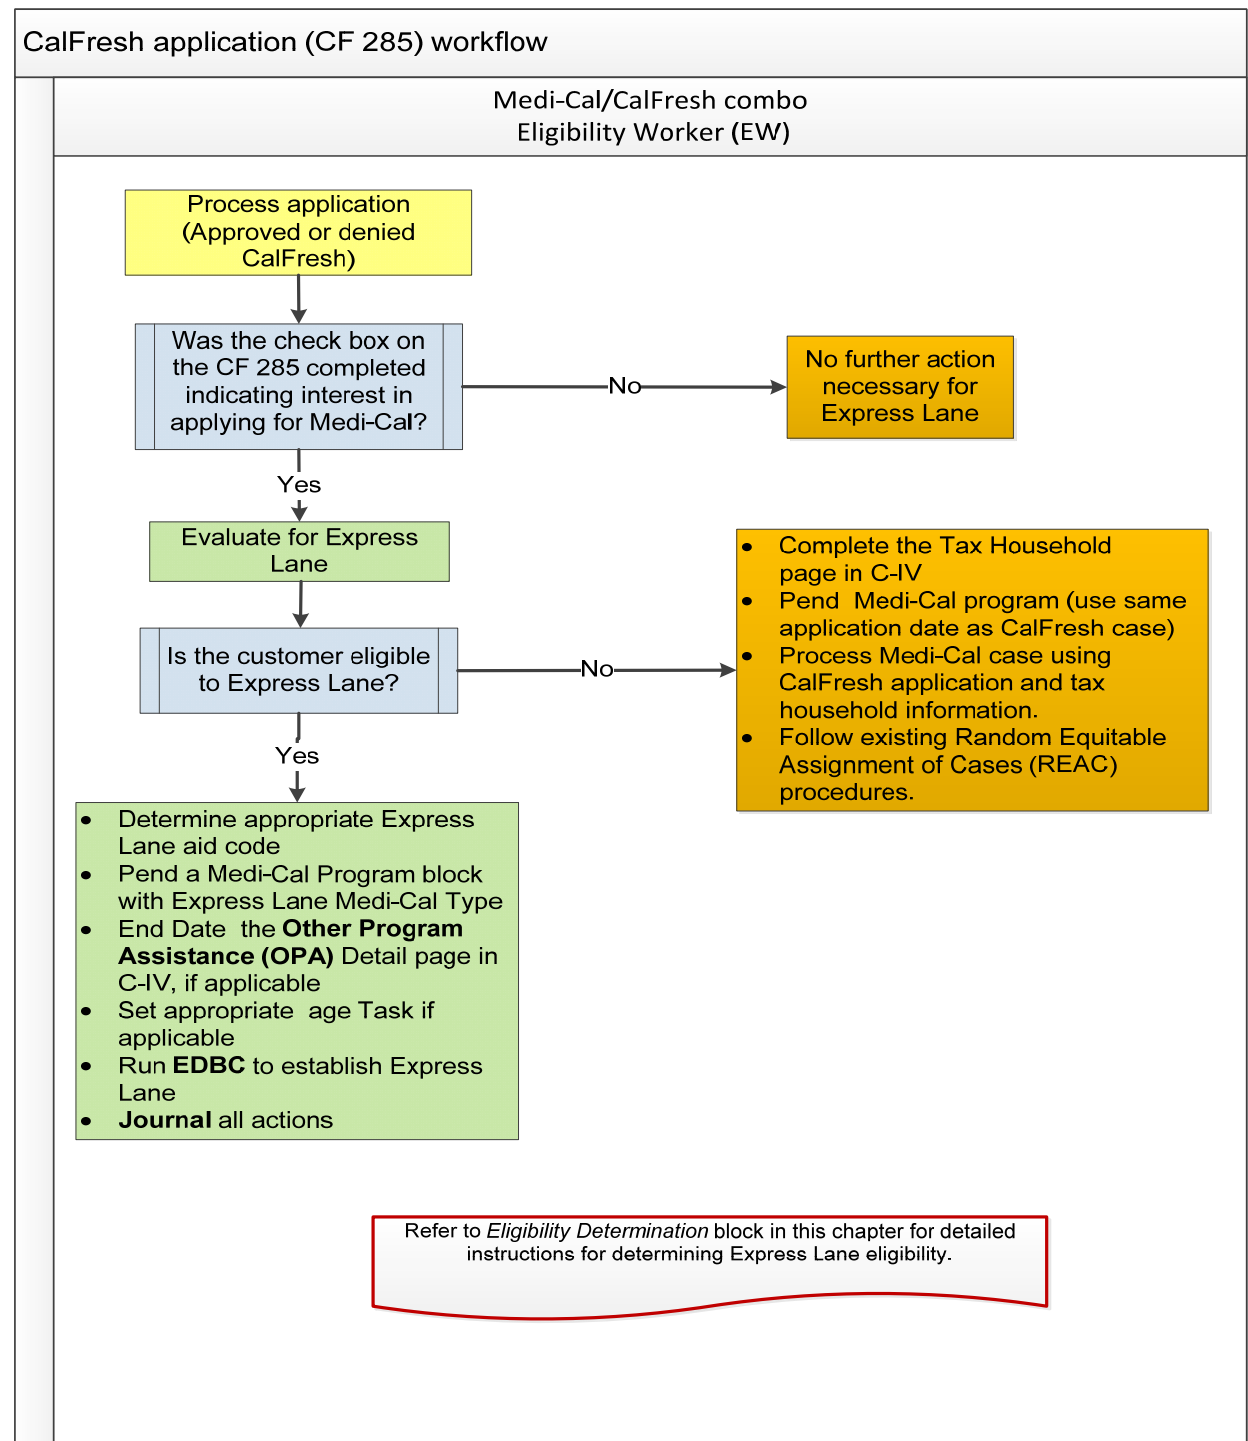 CalFresh application (CF 285) workflow
Medi-Cal/CalFresh combo
Eligibility Worker (EW)
Process application
(Approved or denied
CalFresh)
Was the check box on
the CF 285 completed
indicating interest in
applying for Medi-Cal?
No
No further action
necessary for
Express Lane
Yes
Evaluate for Express
Lane
Is the customer eligible
to Express Lane?
No
• Complete the Tax Household
page in C-IV
• Pend Medi-Cal program (use same
application date as CalFresh case)
• Process Medi-Cal case using
CalFresh application and tax
household information.
• Follow existing Random Equitable
Assignment of Cases (REAC)
procedures.
Yes
• Determine appropriate Express
Lane aid code
• Pend a Medi-Cal Program block
with Express Lane Medi-Cal Type
• End Date the Other Program
Assistance (OPA) Detail page in
C-IV, if applicable
• Set appropriate age Task if
applicable
• Run EDBC to establish Express
Lane
• Journal all actions
Refer to Eligibility Determination block in this chapter for detailed
instructions for determining Express Lane eligibility.